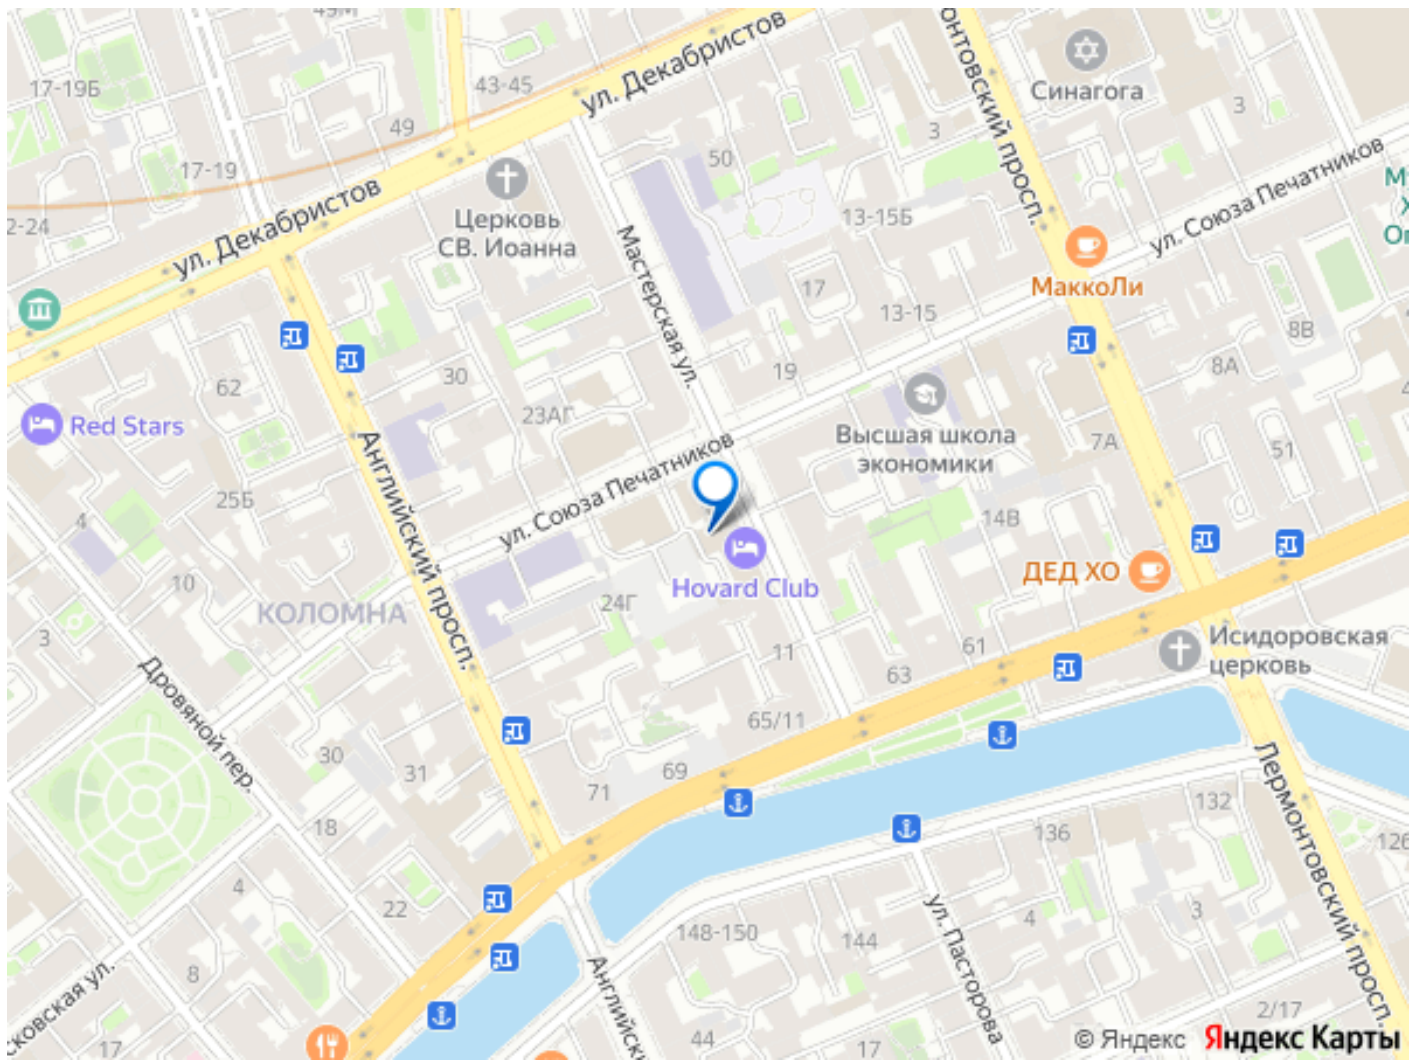 49М
17-19Б
43-45
ул. Декабристов
49
17-19
ул. Декабристов
Церковь
СВ. Иоанна
50
3
Синагога
3
ул. Союза Печатников
13-15Б
Мастерская ул.
17
13-15
МаккоЛи
8В
8А
19
30
62
Red Stars
23АГ
Высшая школа
экономики
7А
51
Английский просп.
25Б
4
ул. Союза Печатников
14В
10
КОЛОМНА
24Г
Hovard Club
ДЕД ХО
3
11
61
63
Исидоровская
церковь
Дровяной пер.
65/11
30
31
69
71
18
132
136
126
Лермонтовский просп.
4
22
148-150
144
ул. Пасторова
4
3
8
17
44
17
2/17
© Яндекс Яндекс Карты